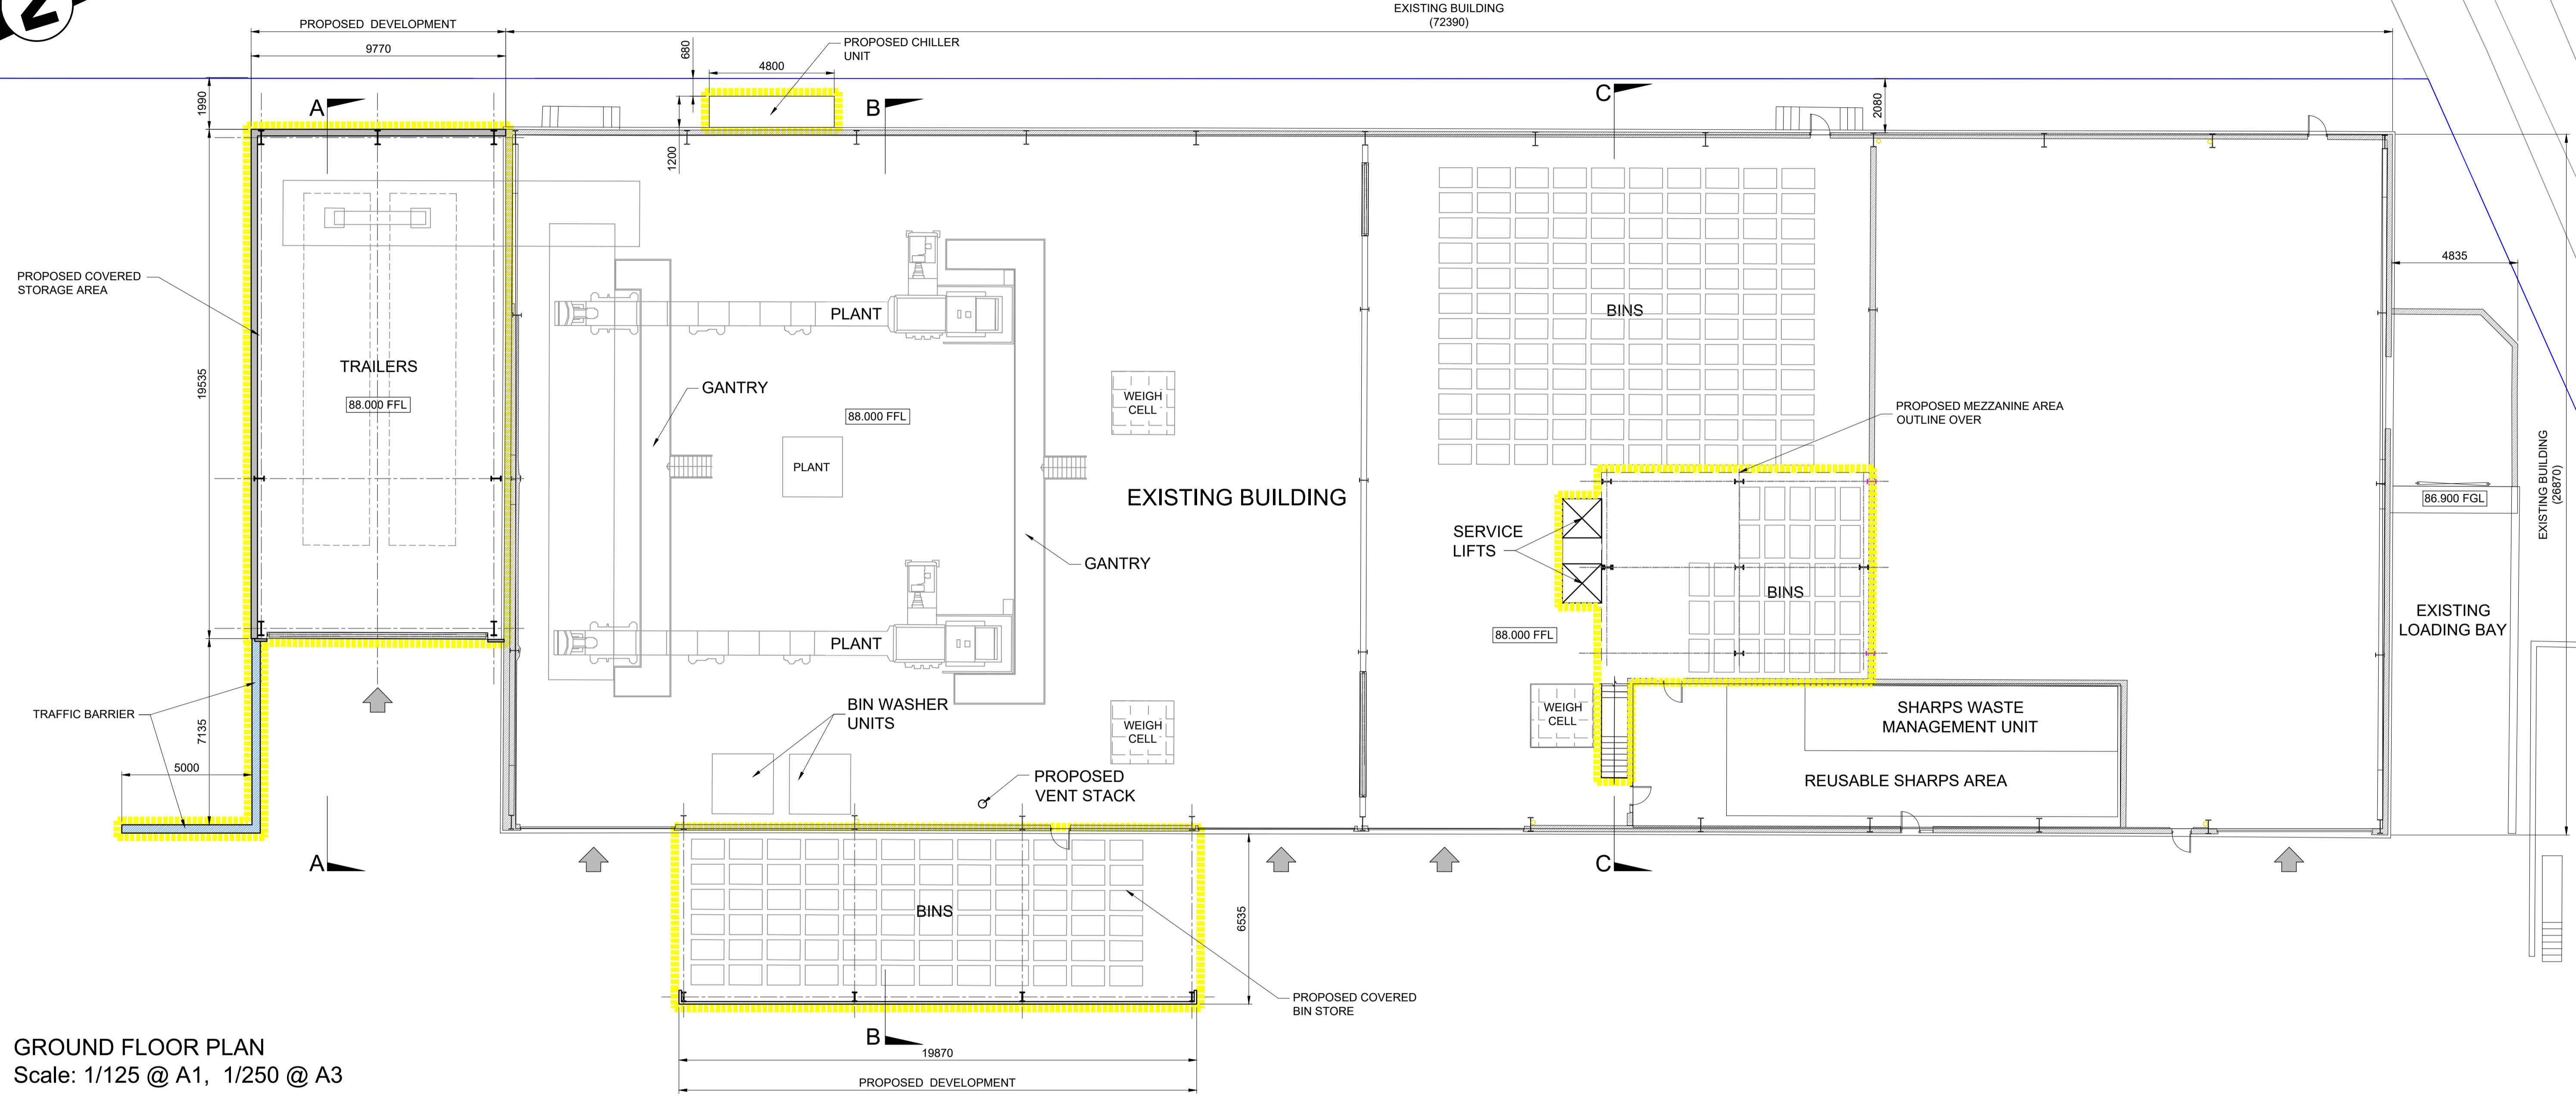 EXISTING BUILDING
(72390)
PROPOSED DEVELOPMENT
9770
680
4800
PROPOSED CHILLER
UNIT
1990
A
B
C
2080
1200
PROPOSED COVERED
STORAGE AREA
19535
TRAILERS
88.000 FFL
PLANT
GANTRY
88.000 FFL
PLANT
WEIGH
CELL
EXISTING BUILDING
GANTRY
PLANT
BINS
4835
PROPOSED MEZZANINE AREA
OUTLINE OVER
SERVICE
LIFTS
BINS
88.000 FFL
86.900 FGL
EXISTING BUILDING
(26870)
EXISTING
LOADING BAY
TRAFFIC BARRIER
7135
5000
BIN WASHER
UNITS
WEIGH
CELL
PROPOSED
VENT STACK
WEIGH
CELL
SHARPS WASTE
MANAGEMENT UNIT
REUSABLE SHARPS AREA
A
C
BINS
6535
PROPOSED COVERED
BIN STORE
B
19870
PROPOSED DEVELOPMENT
GROUND FLOOR PLAN
Scale: 1/125 @ A1, 1/250 @ A3